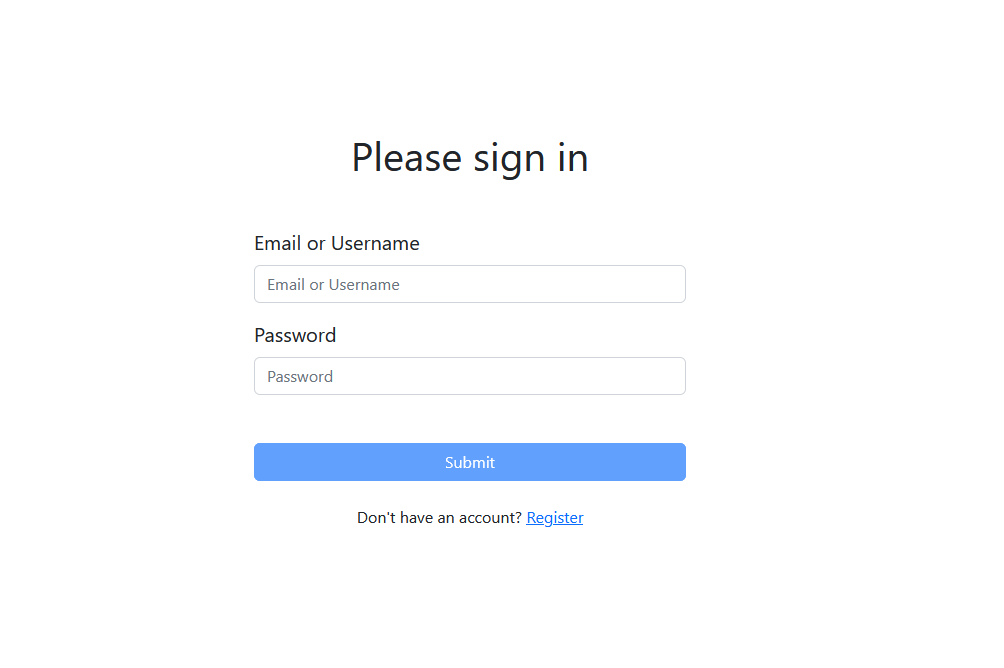 Please sign in
Email or Username
Email or Username
Password
Password
Submit
Don't have an account? Register